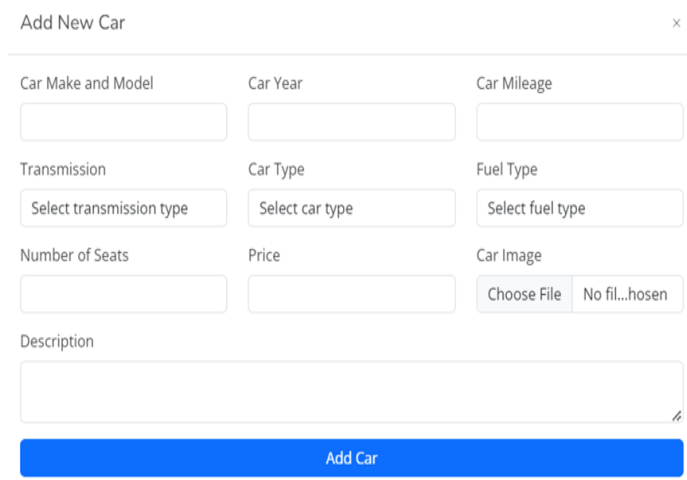 Add New Car ×
Car Make and Model Car Year Car Mileage
Transmission Car Type Fuel Type
Select transmission type Select car type Select fuel type
Number of Seats Price Car Image
Choose File No fil...hosen
Description
Add Car